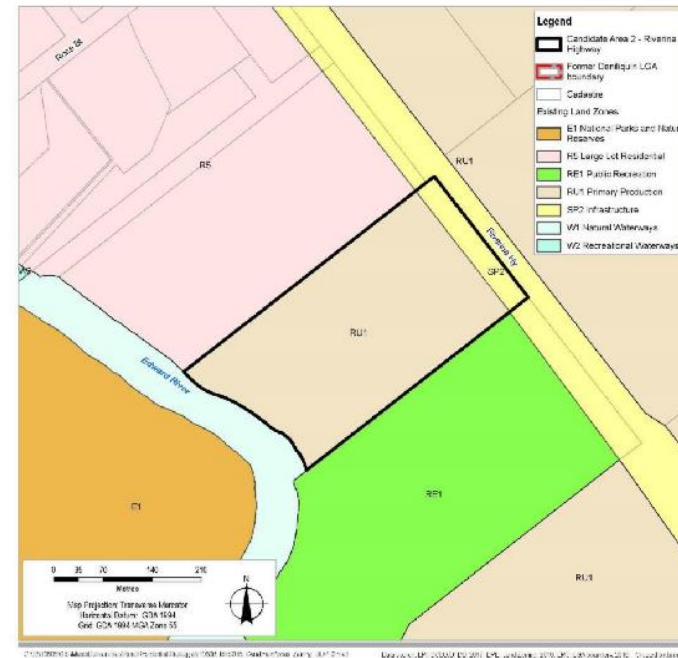 Legend
Candidate Area 2 - Riverina
Highway
Former Deniliquin LGA
boundary
Cadastre
Existing Land Zones
E1 National Parks and Nature
Reserves
R5 Large Lot Residential
RE1 Public Recreation
RU1 Primary Production
SP2 Infrastructure
W1 Natural Waterways
W2 Recreational Waterways
Rose St
R5
RU1
Riverina Hy
SP2
RU1
Edward River
E1
RE1
RU1
0 35 70 140 210
Metres
Map Projection: Transverse Mercator
Horizontal Datum: GDA 1994
Grid: GDA 1994 MGA Zone 55
N